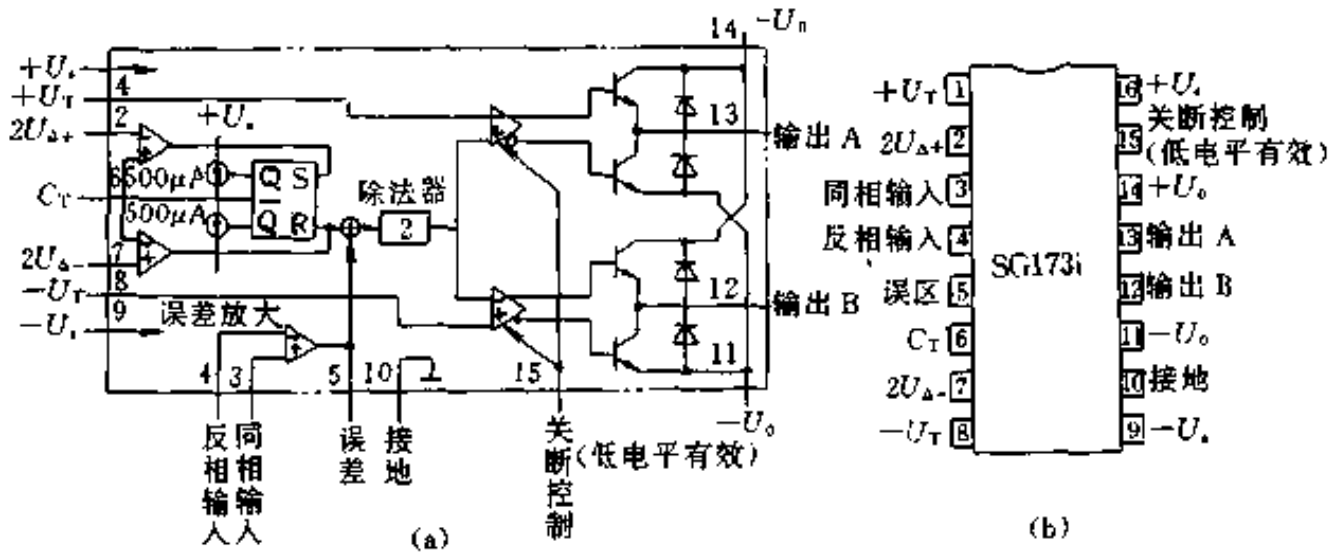 14 -U₀
+Uₛ
4
+U_T
2
2U_Δ+
+Uₛ
6
500μA
Q S
C_T
500μA
Q̅ R
7
2U_Δ-
8
-U_T
9
-Uₛ
除法器
2
误差放大
13
输出 A
12
输出 B
11
-U₀
4 3 5 10 15
反相输入
同相输入
误差
接地
关断控制
(低电平有效)
(a)
+U_T 1
2U_Δ+ 2
同相输入 3
反相输入 4
误区 5
C_T 6
2U_Δ- 7
-U_T 8
SG173i
16 +Uₛ
15 关断控制
(低电平有效)
14 +U₀
13 输出 A
12 输出 B
11 -U₀
10 接地
9 -Uₛ
(b)